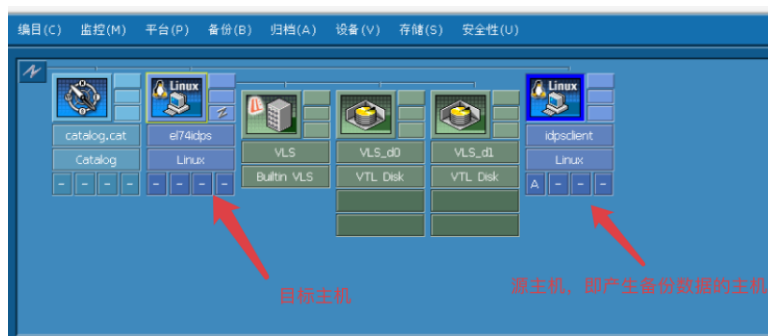 编目(C) 监控(M) 平台(P) 备份(B) 归档(A) 设备(V) 存储(S) 安全性(U)
Linux Linux
catalog.cat el74idps VLS VLS_d0 VLS_d1 idpsclient
Catalog Linux Builtin VLS VTL Disk VTL Disk Linux
- - - - - - - - A - - -
目标主机
源主机，即产生备份数据的主机